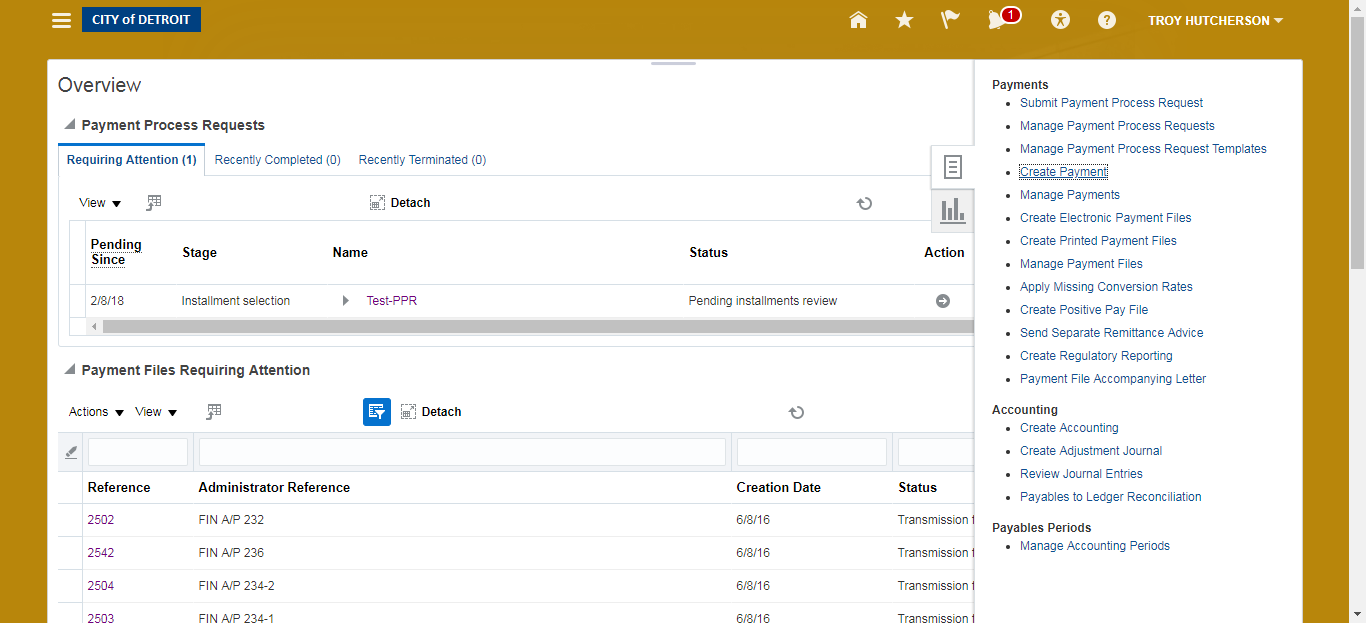 CITY of DETROIT
1
TROY HUTCHERSON
Overview
Payment Process Requests
Requiring Attention (1) Recently Completed (0) Recently Terminated (0)
View Detach
Pending Since Stage Name Status Action
2/8/18 Installment selection Test-PPR Pending installments review
Payment Files Requiring Attention
Actions View Detach
Reference Administrator Reference Creation Date Status
2502 FIN A/P 232 6/8/16 Transmission
2542 FIN A/P 236 6/8/16 Transmission
2504 FIN A/P 234-2 6/8/16 Transmission
2503 FIN A/P 234-1 6/8/16 Transmission
Payments
Submit Payment Process Request
Manage Payment Process Requests
Manage Payment Process Request Templates
Create Payment
Manage Payments
Create Electronic Payment Files
Create Printed Payment Files
Manage Payment Files
Apply Missing Conversion Rates
Create Positive Pay File
Send Separate Remittance Advice
Create Regulatory Reporting
Payment File Accompanying Letter
Accounting
Create Accounting
Create Adjustment Journal
Review Journal Entries
Payables to Ledger Reconciliation
Payables Periods
Manage Accounting Periods